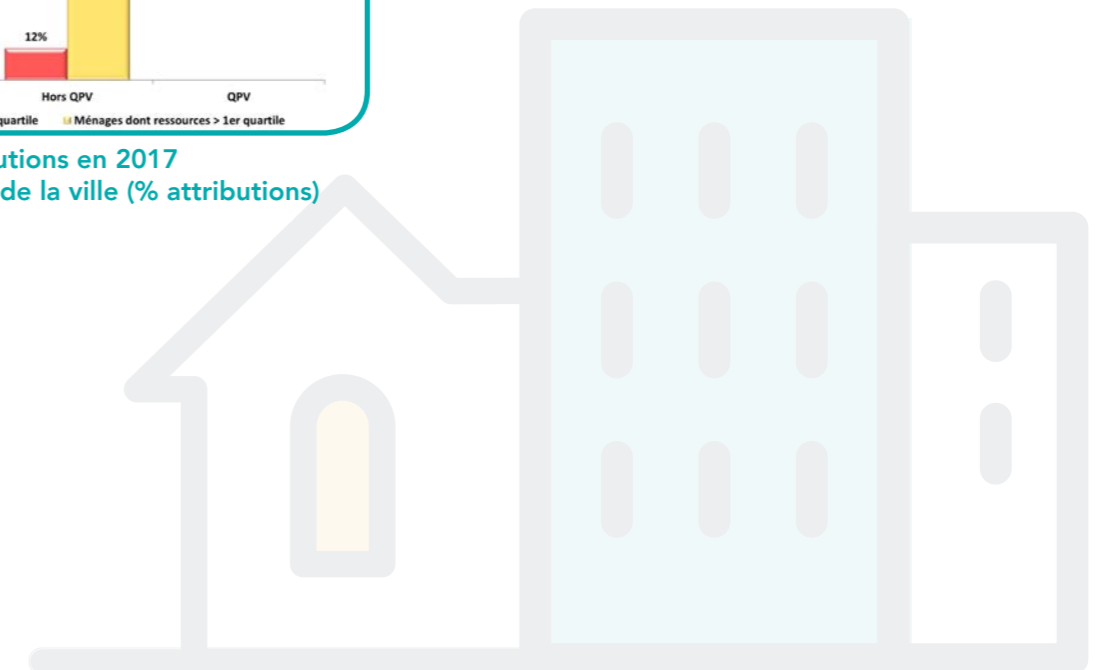 12%
Hors QPV QPV
quartile Ménages dont ressources > 1er quartile
utions en 2017
de la ville (% attributions)